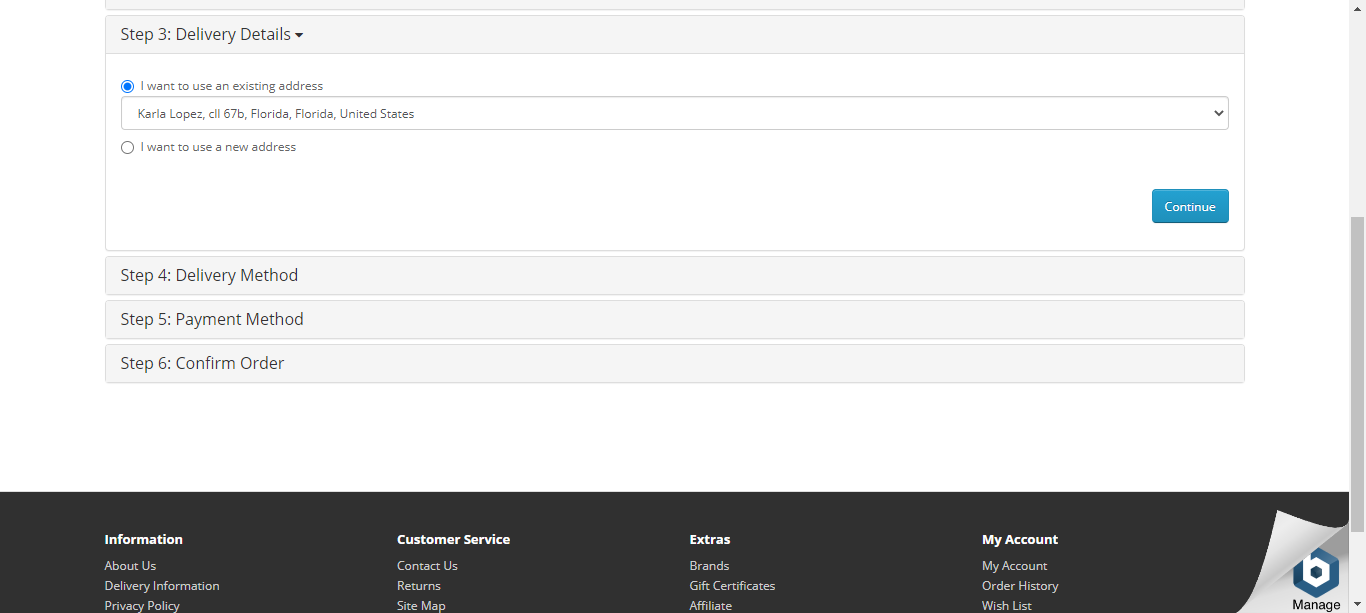 Step 3: Delivery Details
I want to use an existing address
Karla Lopez, cll 67b, Florida, Florida, United States
I want to use a new address
Continue
Step 4: Delivery Method
Step 5: Payment Method
Step 6: Confirm Order
Information
About Us
Delivery Information
Privacy Policy
Customer Service
Contact Us
Returns
Site Map
Extras
Brands
Gift Certificates
Affiliate
My Account
My Account
Order History
Wish List
b
Manage